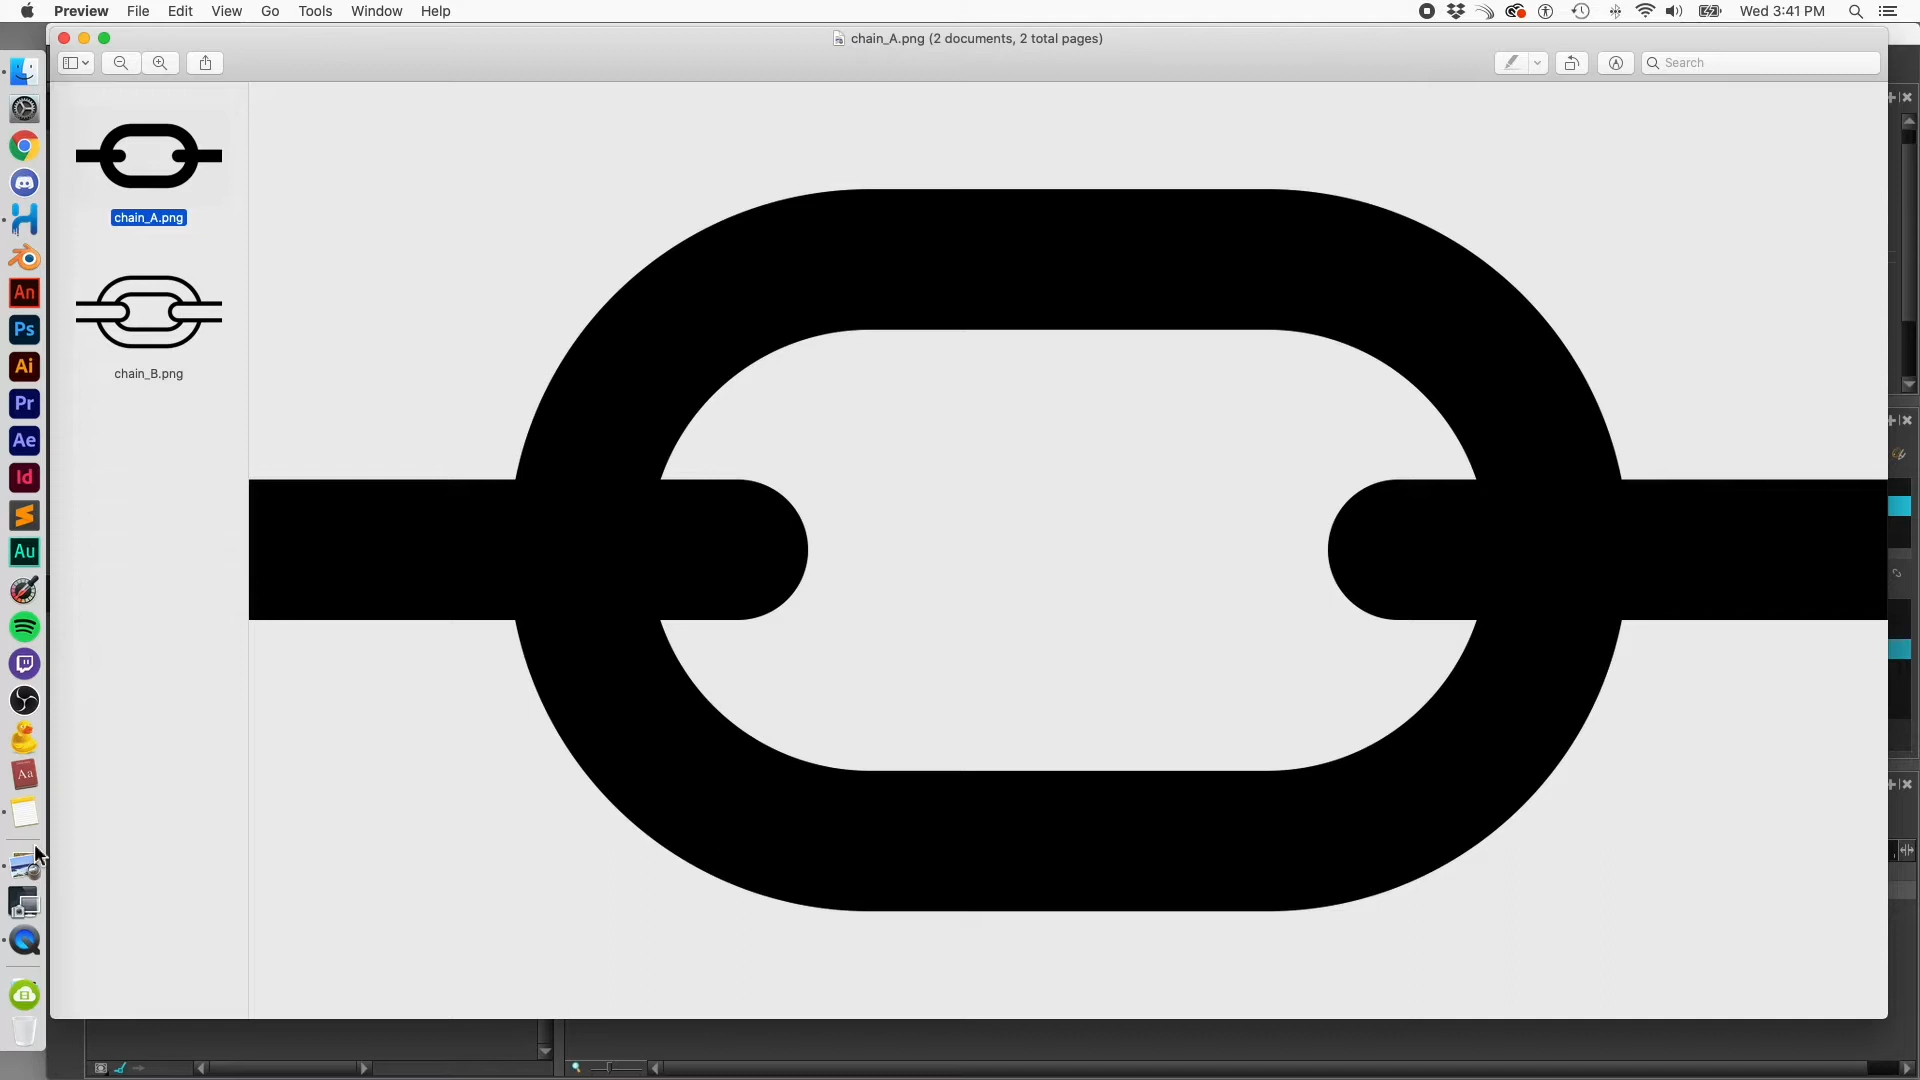 Preview File Edit View Go Tools Window Help
Wed 3:41 PM
chain_A.png (2 documents, 2 total pages)
Search
chain_A.png
chain_B.png
An
Ps
Ai
Pr
Ae
Id
Au
Aa